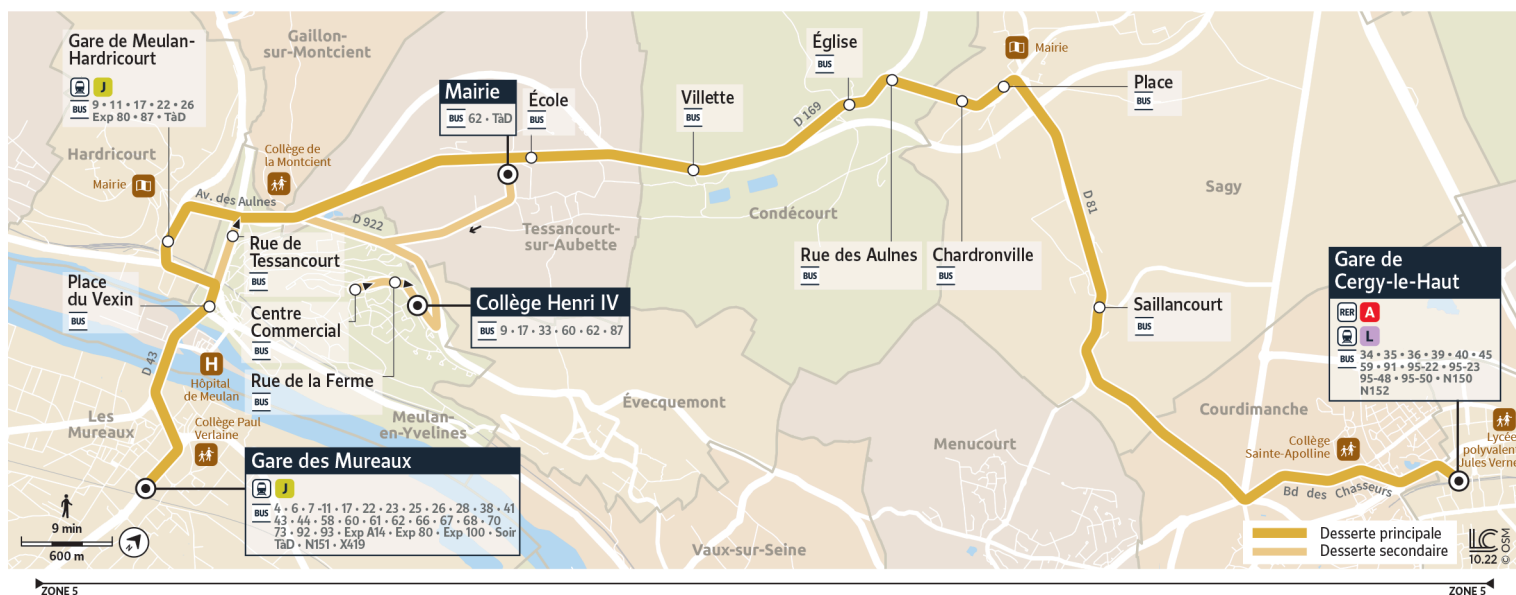 Gare de Meulan-
Hardricourt
J
BUS
9 • 11 • 17 • 22 • 26
Exp 80 • 87 • TàD
Gaillon-
sur-Montcient
Hardricourt
Mairie
Collège de
la Montcient
Av. des Aulnes
D 922
Mairie
BUS 62 • TàD
École
BUS
Villette
BUS
D 169
Église
BUS
Mairie
Place
BUS
Condécourt
Sagy
D 81
Tessancourt-
sur-Aubette
Rue des Aulnes
BUS
Chardronville
BUS
Rue de
Tessancourt
BUS
Place
du Vexin
BUS
Centre
Commercial
BUS
Collège Henri IV
BUS 9 • 17 • 33 • 60 • 62 • 87
Saillancourt
BUS
Gare de
Cergy-le-Haut
RER A
L
BUS
34 • 35 • 36 • 39 • 40 • 45
59 • 91 • 95-22 • 95-23
95-48 • 95-50 • N150
N152
D 43
H
Hôpital
de Meulan
Rue de la Ferme
BUS
Les
Mureaux
Collège Paul
Verlaine
Meulan-
en-Yvelines
Évecquemont
Menucourt
Courdimanche
Collège
Sainte-Apolline
Lycée
polyvalent
Jules Verne
Bd des Chasseurs
Gare des Mureaux
J
BUS
4 • 6 • 7 -11 • 17 • 22 • 23 • 25 • 26 • 28 • 38 • 41
43 • 44 • 58 • 60 • 61 • 62 • 66 • 67 • 68 • 70
73 • 92 • 93 • Exp A14 • Exp 80 • Exp 100 • Soir
TàD • N151 • X419
Vaux-sur-Seine
9 min
600 m
N
Desserte principale
Desserte secondaire
LC
10.22
© OSM
ZONE 5
ZONE 5